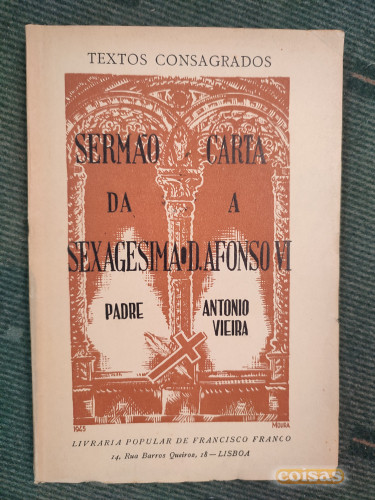 TEXTOS CONSAGRADOS
SERMÃO CARTA
DA A
SEXAGESIMA•D. AFONSO VI
PADRE ANTONIO
VIEIRA
1945 MOURA
LIVRARIA POPULAR DE FRANCISCO FRANCO
14, Rua Barros Queiroz, 18—LISBOA
coisas